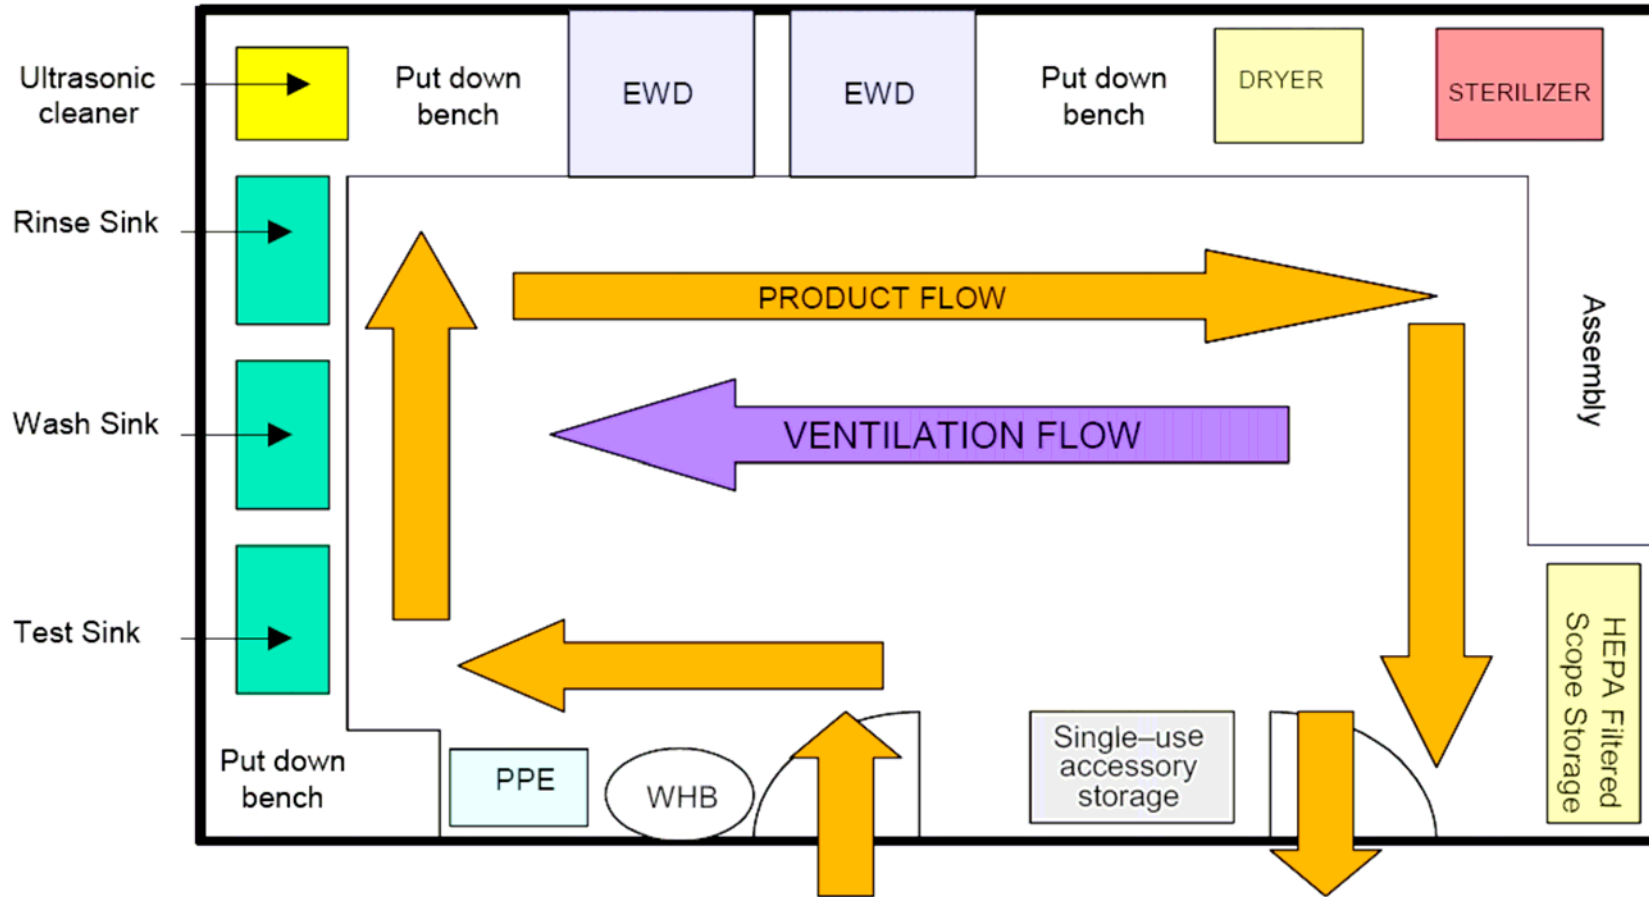 Ultrasonic
cleaner
Put down
bench
EWD
EWD
Put down
bench
DRYER
STERILIZER
Rinse Sink
PRODUCT FLOW
Assembly
Wash Sink
VENTILATION FLOW
Test Sink
HEPA Filtered
Scope Storage
Put down
bench
PPE
WHB
Single–use
accessory
storage